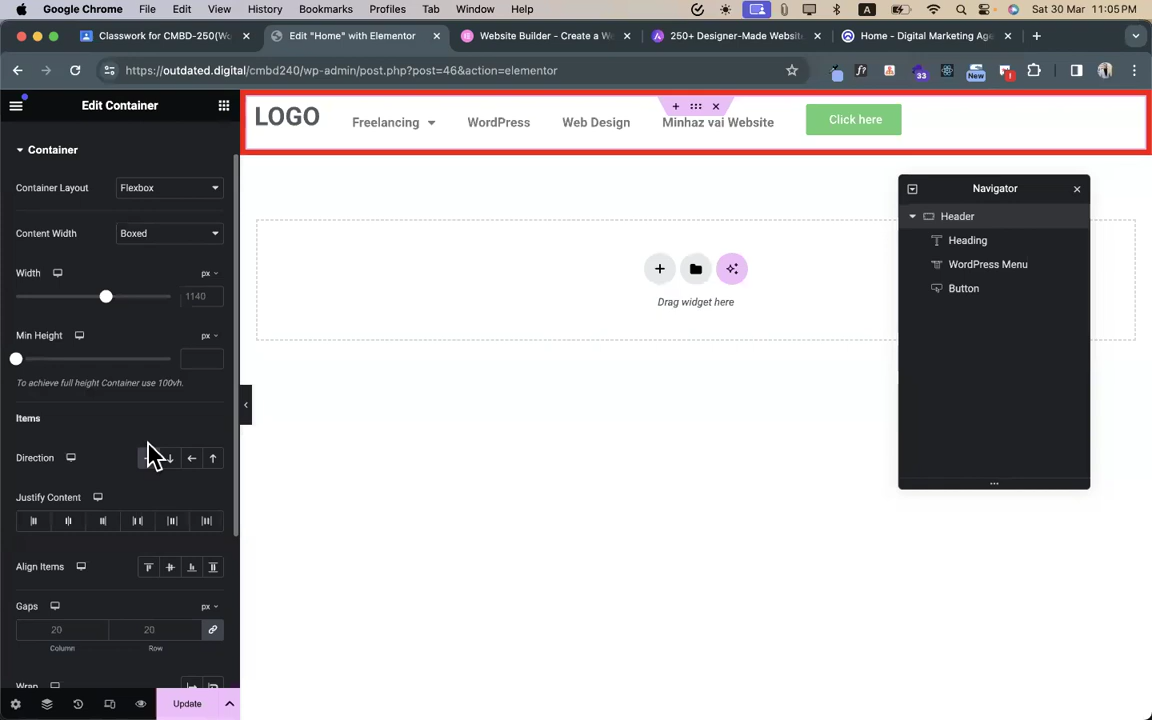 Google Chrome File Edit View History Bookmarks Profiles Tab Window Help A Sat 30 Mar 11:05 PM
Classwork for CMBD-250(Wo Edit "Home" with Elementor Website Builder - Create a W 250+ Designer-Made Website Home - Digital Marketing Age
https://outdated.digital/cmbd240/wp-admin/post.php?post=46&action=elementor f? 33 New
Edit Container
LOGO Freelancing WordPress Web Design Minhaz vai Website Click here
Container
Container Layout Flexbox
Content Width Boxed
Width px
1140
Min Height px
To achieve full height Container use 100vh.
Items
Direction
Justify Content
Align Items
Gaps px
20 20
Column Row
Wrap
Update
Drag widget here
Navigator
Header
Heading
WordPress Menu
Button